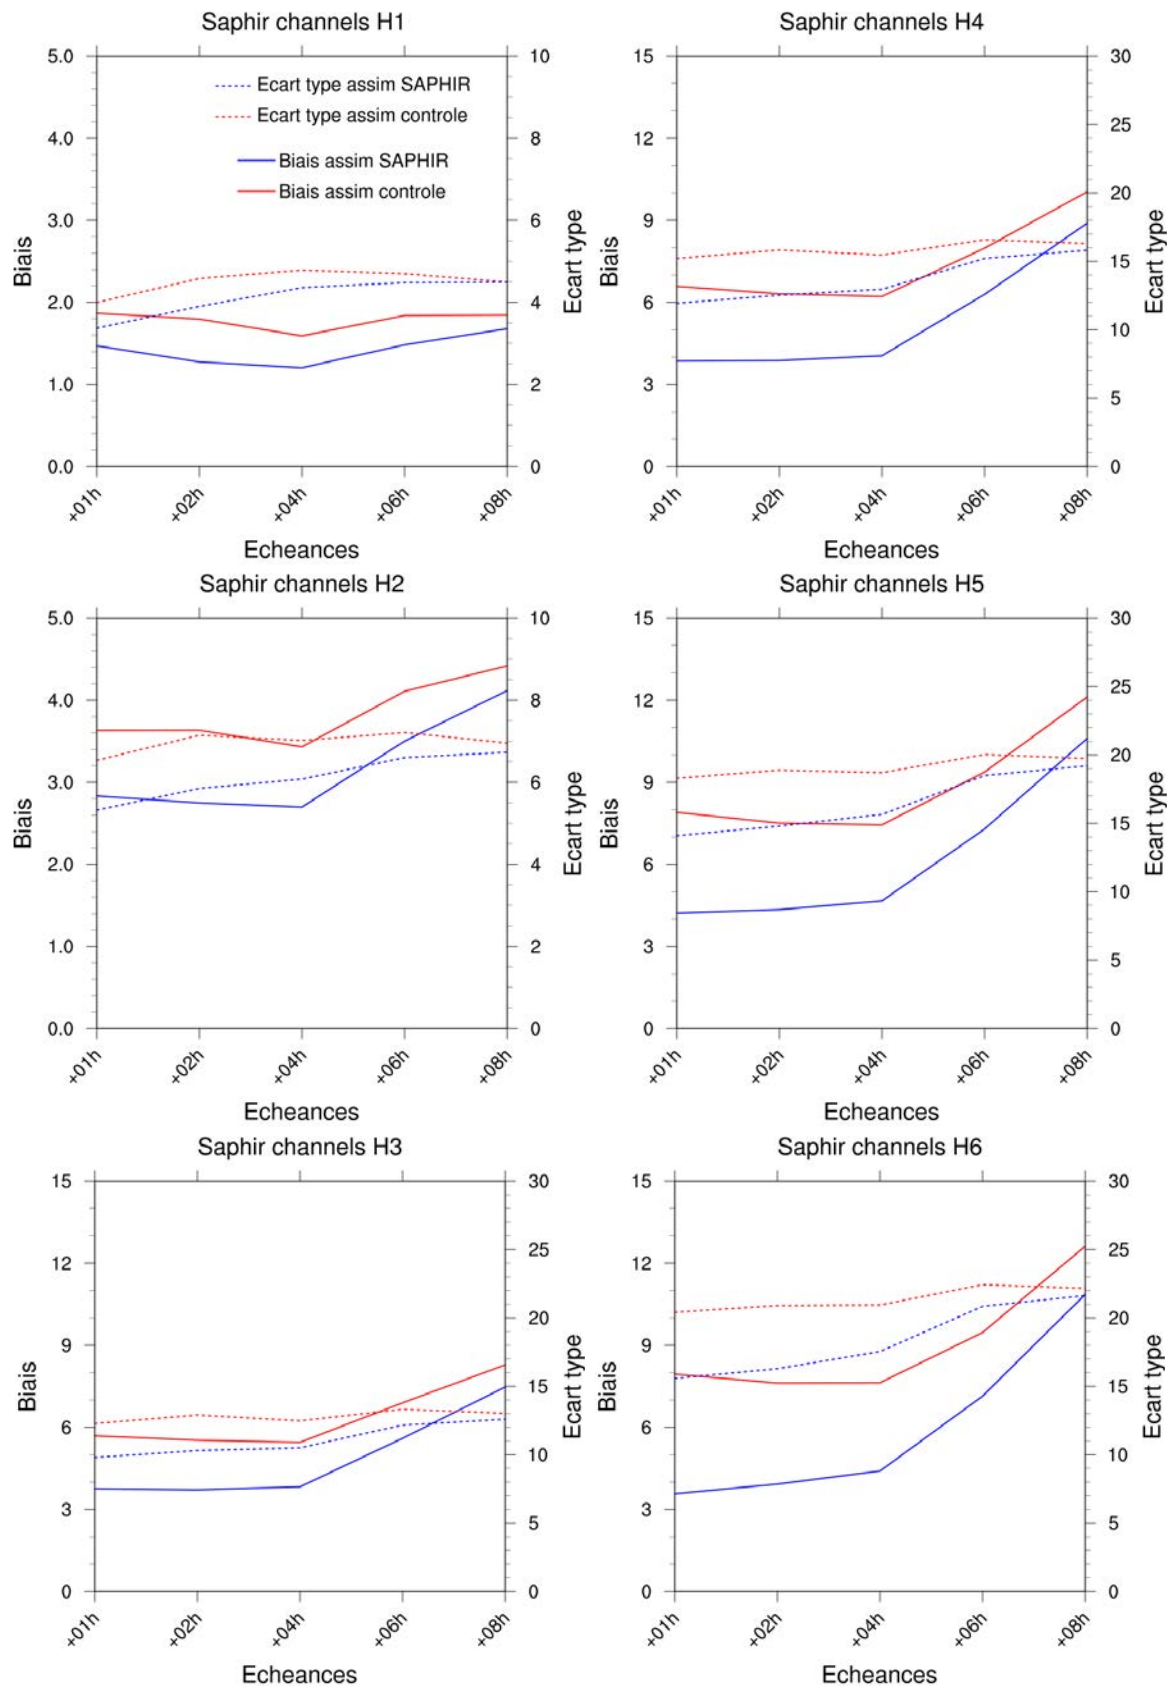 Saphir channels H1
5.0
4.0
3.0
2.0
1.0
0.0
Biais
10
8
6
4
2
0
Ecart type
Ecart type assim SAPHIR
Ecart type assim controle
Biais assim SAPHIR
Biais assim controle
+01h
+02h
+04h
+06h
+08h
Echeances
Saphir channels H4
15
12
9
6
3
0
Biais
30
25
20
15
10
5
0
Ecart type
+01h
+02h
+04h
+06h
+08h
Echeances
Saphir channels H2
5.0
4.0
3.0
2.0
1.0
0.0
Biais
10
8
6
4
2
0
Ecart type
+01h
+02h
+04h
+06h
+08h
Echeances
Saphir channels H5
15
12
9
6
3
0
Biais
30
25
20
15
10
5
0
Ecart type
+01h
+02h
+04h
+06h
+08h
Echeances
Saphir channels H3
15
12
9
6
3
0
Biais
30
25
20
15
10
5
0
Ecart type
+01h
+02h
+04h
+06h
+08h
Echeances
Saphir channels H6
15
12
9
6
3
0
Biais
30
25
20
15
10
5
0
Ecart type
+01h
+02h
+04h
+06h
+08h
Echeances